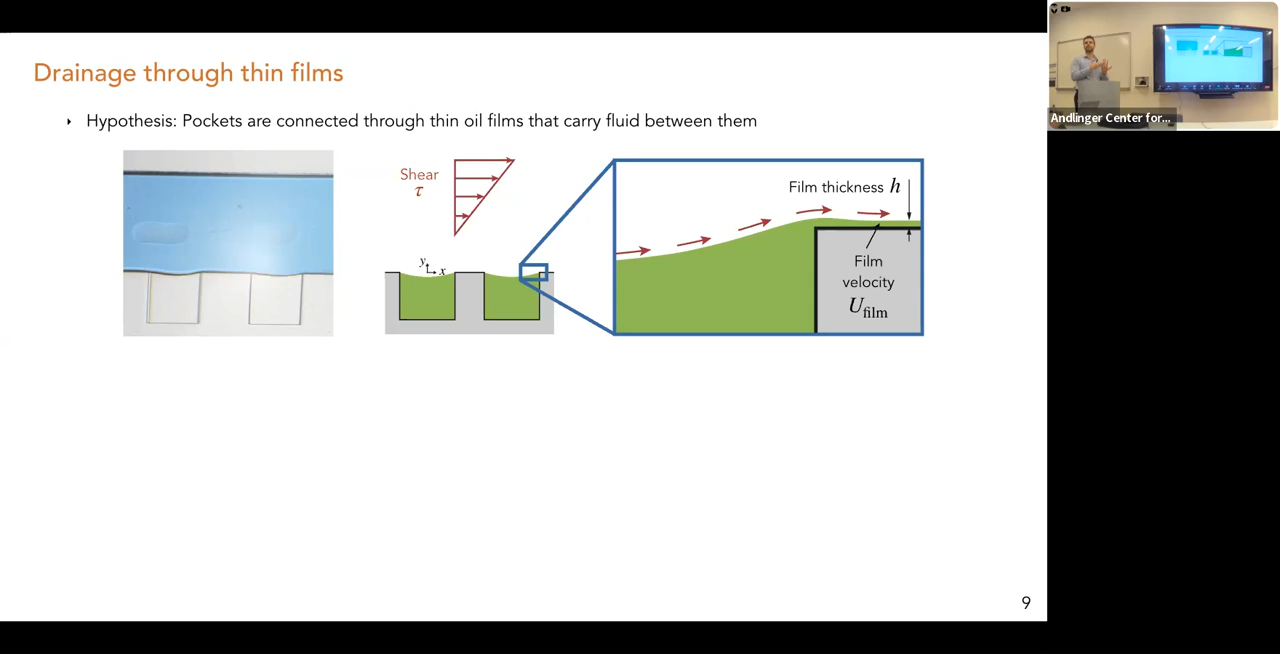 Drainage through thin films
‣ Hypothesis: Pockets are connected through thin oil films that carry fluid between them
Shear
τ
y
x
Film thickness h
Film
velocity
U_film
9
Andlinger Center for...